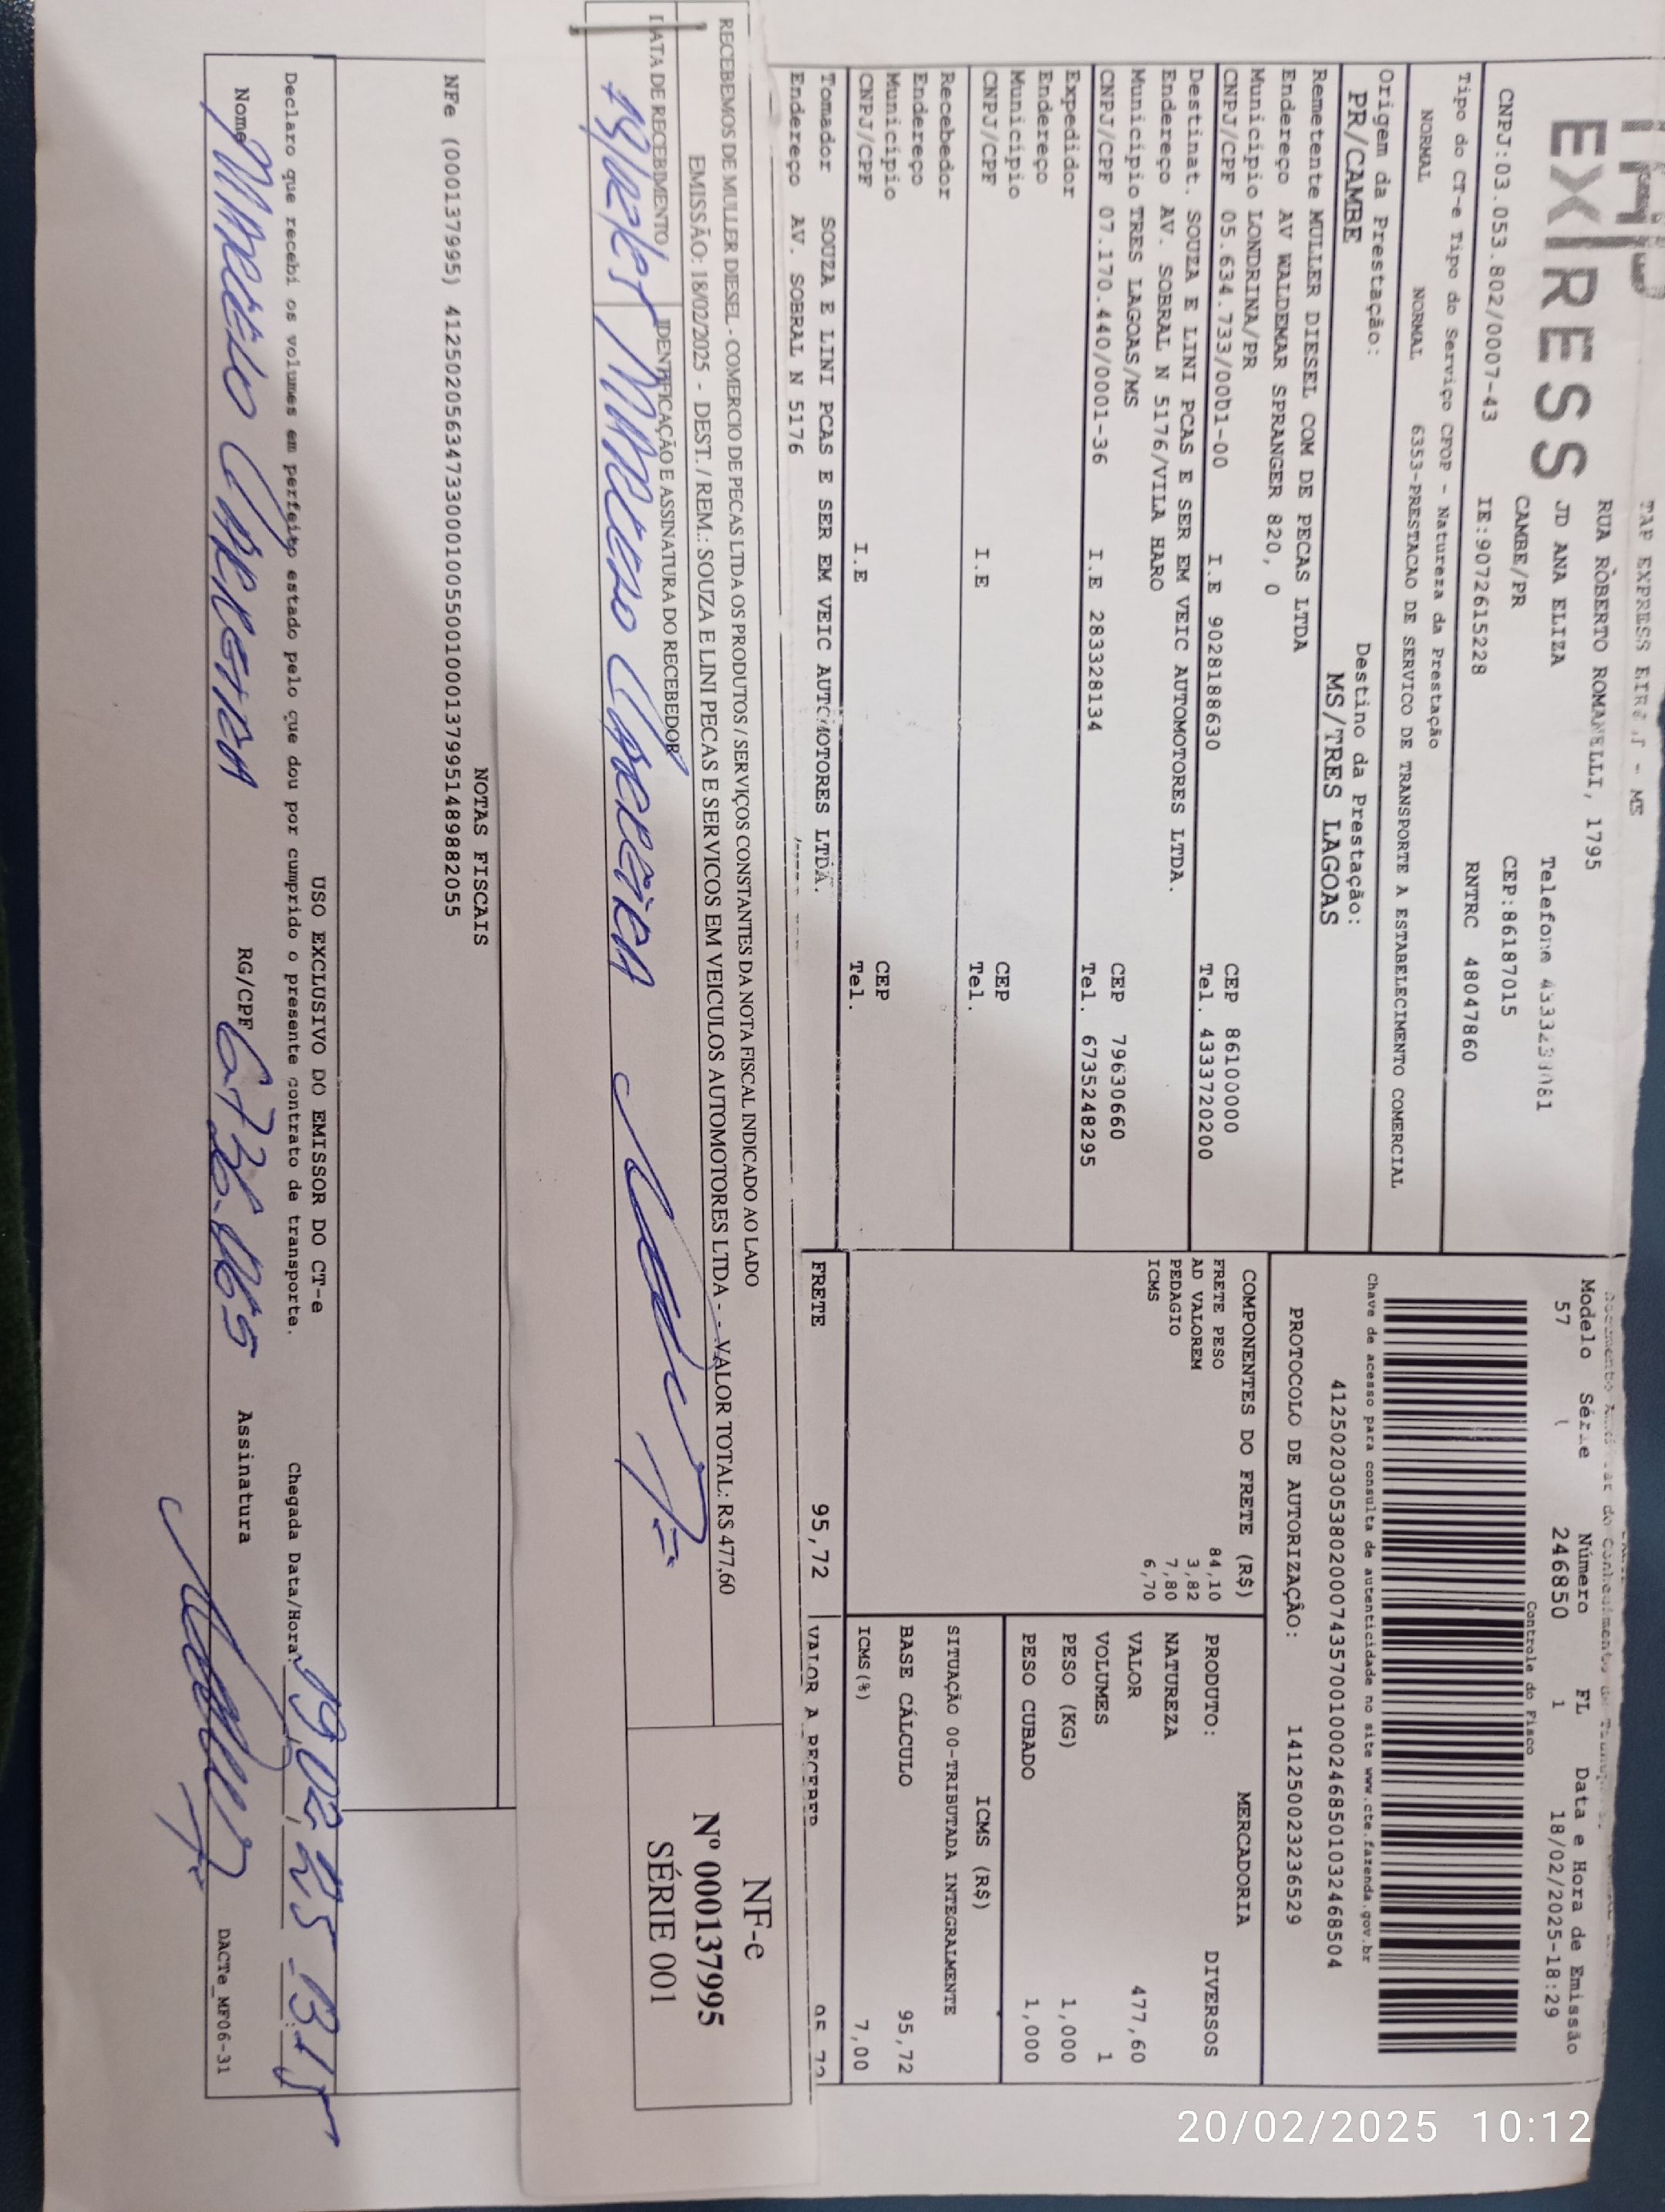 TAP
EXPRESS
TAP EXPRESS
RUA ROBERTO ROMANELLI, 1795
JD ANA ELIZA
Telefone
CAMBE/PR
CEP:86187015
CNPJ:03.053.802/0007-43
IE:9072615228
RNTRC 48047860
Tipo do CT-e Tipo do Serviço CFOP - Natureza da Prestação
NORMAL NORMAL 6353-PRESTACAO DE SERVICO DE TRANSPORTE A ESTABELECIMENTO COMERCIAL
Origem da Prestação:
PR/CAMBE
Destino da Prestação:
MS/TRES LAGOAS
Modelo Série Número FL Data e Hora de Emissão
57 246850 1 18/02/2025-18:29
Controle do Fisco
Chave de acesso para consulta de autenticidade no site www.cte.fazenda.gov.br
41250203053802000743570010002468501032468504
PROTOCOLO DE AUTORIZAÇÃO: 141250023236529
Remetente MULLER DIESEL COM DE PECAS LTDA
Endereço AV WALDEMAR SPRANGER 820, 0
Município LONDRINA/PR CEP 86100000
CNPJ/CPF 05.634.733/0001-00 I.E 9028188630 Tel. 4333720200
Destinat. SOUZA E LINI PCAS E SER EM VEIC AUTOMOTORES LTDA.
Endereço AV. SOBRAL N 5176/VILA HARO
Município TRES LAGOAS/MS CEP 79630660
CNPJ/CPF 07.170.440/0001-36 I.E 283328134 Tel. 6735248295
Expedidor
Endereço
Município CEP
CNPJ/CPF I.E Tel.
Recebedor
Endereço
Município CEP
CNPJ/CPF I.E Tel.
Tomador SOUZA E LINI PCAS E SER EM VEIC AUTOMOTORES LTDA.
Endereço AV. SOBRAL N 5176
COMPONENTES DO FRETE (R$)
FRETE PESO 84,10
AD VALOREM 3,82
PEDAGIO 7,80
ICMS 6,70
MERCADORIA
PRODUTO: DIVERSOS
NATUREZA
VALOR 477,60
VOLUMES 1
PESO (KG) 1,000
PESO CUBADO 1,000
ICMS (R$)
SITUAÇÃO 00-TRIBUTADA INTEGRALMENTE
BASE CÁLCULO 95,72
ICMS(%) 7,00
FRETE 95,72
VALOR A RECEBER 95,72
RECEBEMOS DE MULLER DIESEL - COMERCIO DE PECAS LTDA OS PRODUTOS / SERVIÇOS CONSTANTES DA NOTA FISCAL INDICADO AO LADO
EMISSÃO: 18/02/2025 - DEST. / REM.: SOUZA E LINI PECAS E SERVICOS EM VEICULOS AUTOMOTORES LTDA - - VALOR TOTAL: R$ 477,60
DATA DE RECEBIMENTO
IDENTIFICAÇÃO E ASSINATURA DO RECEBEDOR
NF-e
Nº 000137995
SÉRIE 001
NOTAS FISCAIS
NFe (000137995) 41250205634733000100550010001379951489882055
USO EXCLUSIVO DO EMISSOR DO CT-e
Declaro que recebi os volumes em perfeito estado pelo que dou por cumprido o presente contrato de transporte.
Chegada Data/Hora: 19/02/25 - 13:15
Nome RG/CPF Assinatura
DACTe_MF06-31
20/02/2025 10:12